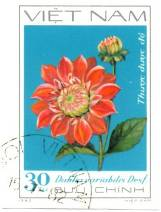 VIỆT NAM
Thược dược đỏ
30
Dahlia variabilis Desf
BƯU CHÍNH